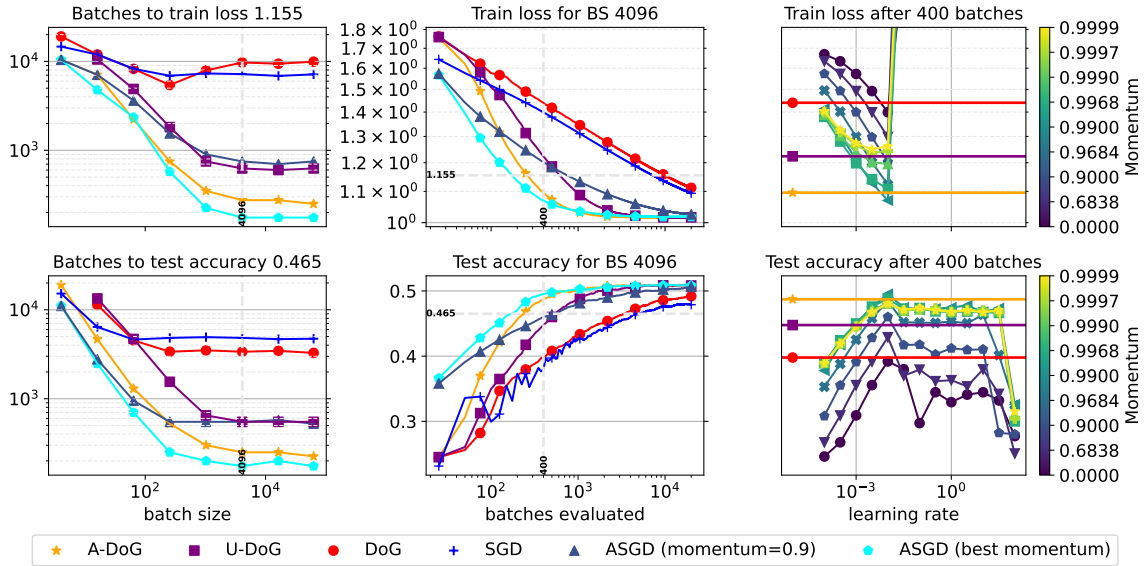 Batches to train loss 1.155
10⁴
10³
4096
Train loss for BS 4096
1.8 × 10⁰
1.7 × 10⁰
1.6 × 10⁰
1.5 × 10⁰
1.4 × 10⁰
1.3 × 10⁰
1.2 × 10⁰
1.1 × 10⁰
10⁰
1.155
400
Train loss after 400 batches
0.9999
0.9997
0.9990
0.9968
0.9900
0.9684
0.9000
0.6838
0.0000
Momentum
Batches to test accuracy 0.465
10⁴
10³
4096
10² 10⁴
batch size
Test accuracy for BS 4096
0.5
0.4
0.3
0.465
400
10² 10³ 10⁴
batches evaluated
Test accuracy after 400 batches
10⁻³ 10⁰
learning rate
0.9999
0.9997
0.9990
0.9968
0.9900
0.9684
0.9000
0.6838
0.0000
Momentum
A-DoG U-DoG DoG SGD ASGD (momentum=0.9) ASGD (best momentum)